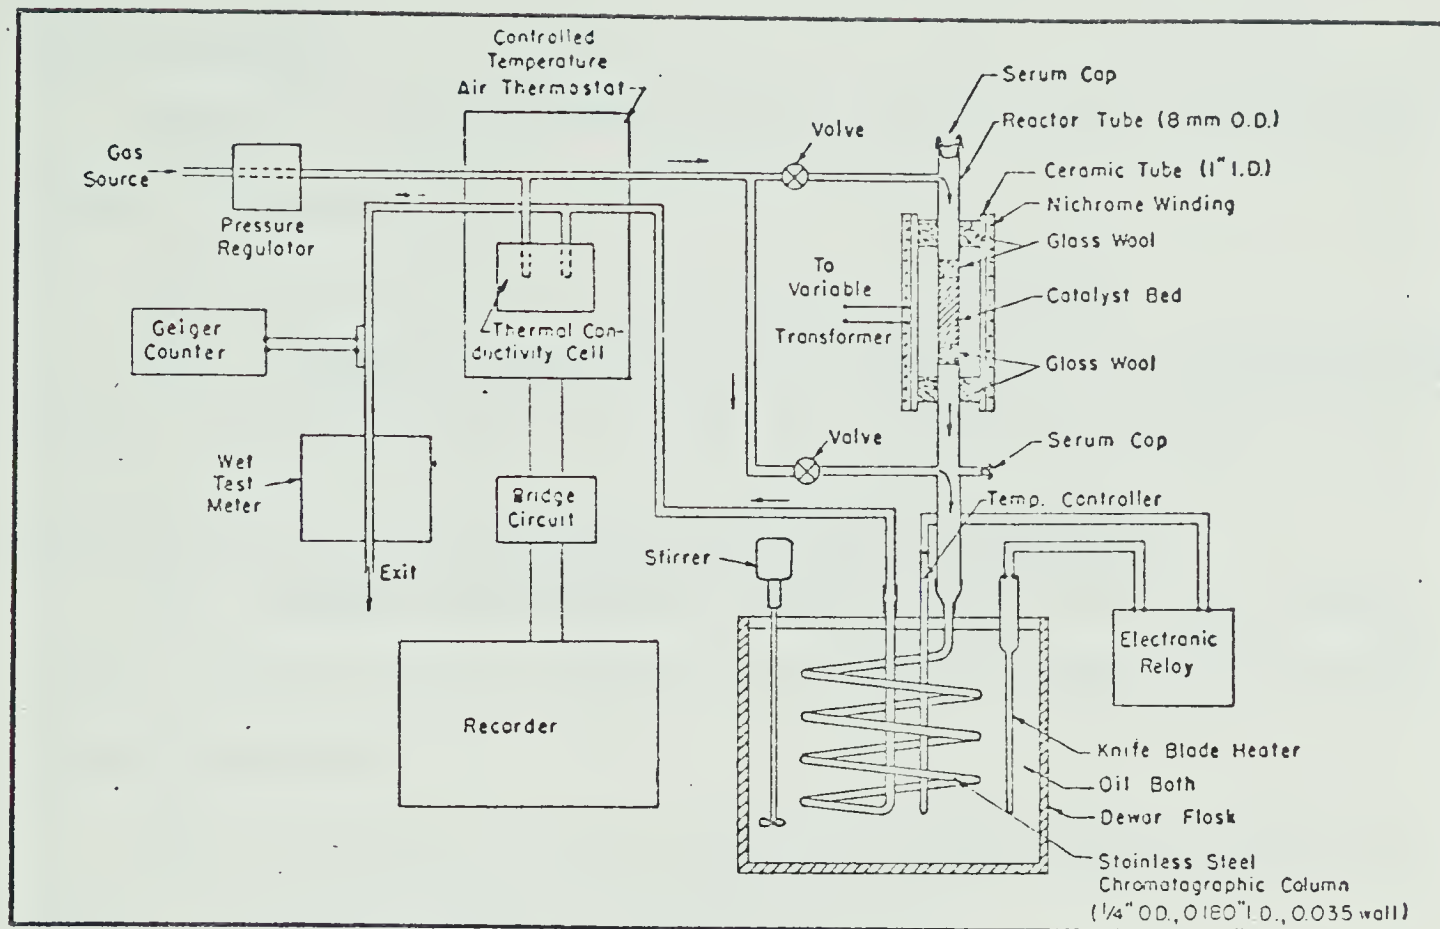 Controlled
Temperature
Air Thermostat
Serum Cap
Valve
Reactor Tube (8mm O.D.)
Gas
Source
Ceramic Tube (1" I.D.)
Nichrome Winding
Pressure
Regulator
Glass Wool
To
Variable
Transformer
Catalyst Bed
Geiger
Counter
Thermal Con-
ductivity Cell
Glass Wool
Valve
Serum Cap
Wet
Test
Meter
Bridge
Circuit
Temp. Controller
Stirrer
Exit
Electronic
Relay
Recorder
Knife Blade Heater
Oil Bath
Dewar Flask
Stainless Steel
Chromatagraphic Column
(1/4" O.D., 0.180" I.D., 0.035 wall)